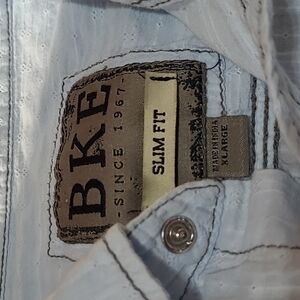 BKE
- SINCE 1967 -
SLIM FIT
MADE IN INDIA
XLARGE